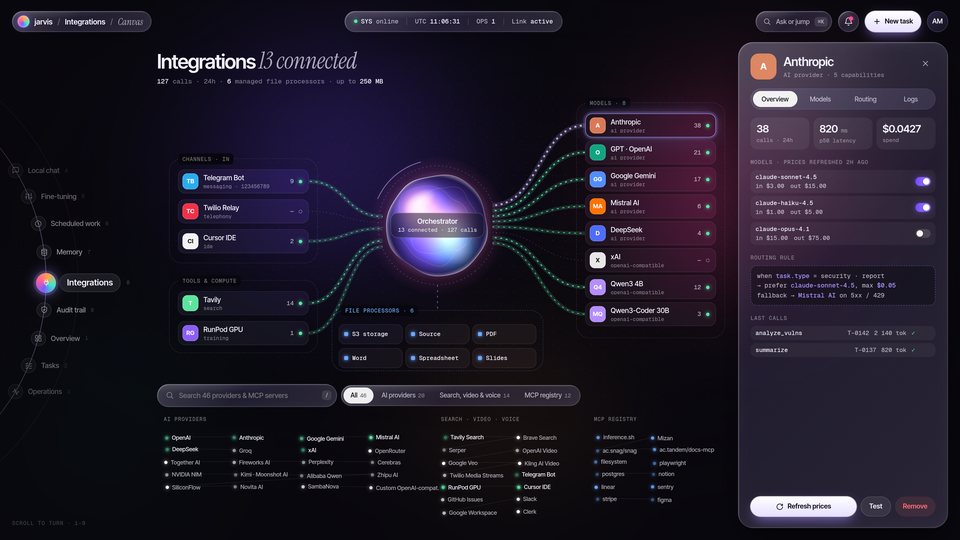 jarvis / Integrations / Canvas
SYS online · UTC 11:06:31 · OPS 1 · Link active
Ask or jump ⌘K
+ New task
AM
Integrations 13 connected
127 calls · 24h · 6 managed file processors · up to 250 MB
Local chat
Fine-tuning
Scheduled work
Memory 7
Integrations
Audit trail
Overview
Tasks
Operations
SCROLL TO TURN · 1-9
CHANNELS · IN
TB Telegram Bot 9
messaging · 123456789
TC Twilio Relay –
telephony
CI Cursor IDE 2
ide
TOOLS & COMPUTE
T Tavily 14
search
RG RunPod GPU 1
training
Orchestrator
13 connected · 127 calls
FILE PROCESSORS · 6
S3 storage
Source
PDF
Word
Spreadsheet
Slides
MODELS · 8
A Anthropic 38
ai provider
O GPT · OpenAI 21
ai provider
GG Google Gemini 17
ai provider
MA Mistral AI 6
ai provider
D DeepSeek 4
ai provider
X xAI –
openai-compatible
Q4 Qwen3 4B 12
openai-compatible
MQ Qwen3-Coder 30B 3
openai-compatible
Search 46 providers & MCP servers /
All 46
AI providers 20
Search, video & voice 14
MCP registry 12
AI PROVIDERS
OpenAI
Anthropic
Google Gemini
Mistral AI
DeepSeek
Groq
xAI
OpenRouter
Together AI
Fireworks AI
Perplexity
Cerebras
NVIDIA NIM
Kimi · Moonshot AI
Alibaba Qwen
Zhipu AI
SiliconFlow
Novita AI
SambaNova
Custom OpenAI-compat.
SEARCH · VIDEO · VOICE
Tavily Search
Brave Search
Serper
OpenAI Video
Google Veo
Kling AI Video
Twilio Media Streams
Telegram Bot
RunPod GPU
Cursor IDE
GitHub Issues
Slack
Google Workspace
Clerk
MCP REGISTRY
inference.sh
Mizan
ac.snag/snag
ac.tandem/docs-mcp
filesystem
playwright
postgres
notion
linear
sentry
stripe
figma
A Anthropic
AI provider · 5 capabilities
Overview
Models
Routing
Logs
38
calls · 24h
820 ms
p50 latency
$0.0427
spend
MODELS · PRICES REFRESHED 2H AGO
claude-sonnet-4.5
in $3.00 out $15.00
claude-haiku-4.5
in $1.00 out $5.00
claude-opus-4.1
in $15.00 out $75.00
ROUTING RULE
when task.type = security · report
→ prefer claude-sonnet-4.5, max $0.05
fallback → Mistral AI on 5xx / 429
LAST CALLS
analyze_vulns T-0142 2 140 tok ✓
summarize T-0137 820 tok ✓
Refresh prices
Test
Remove